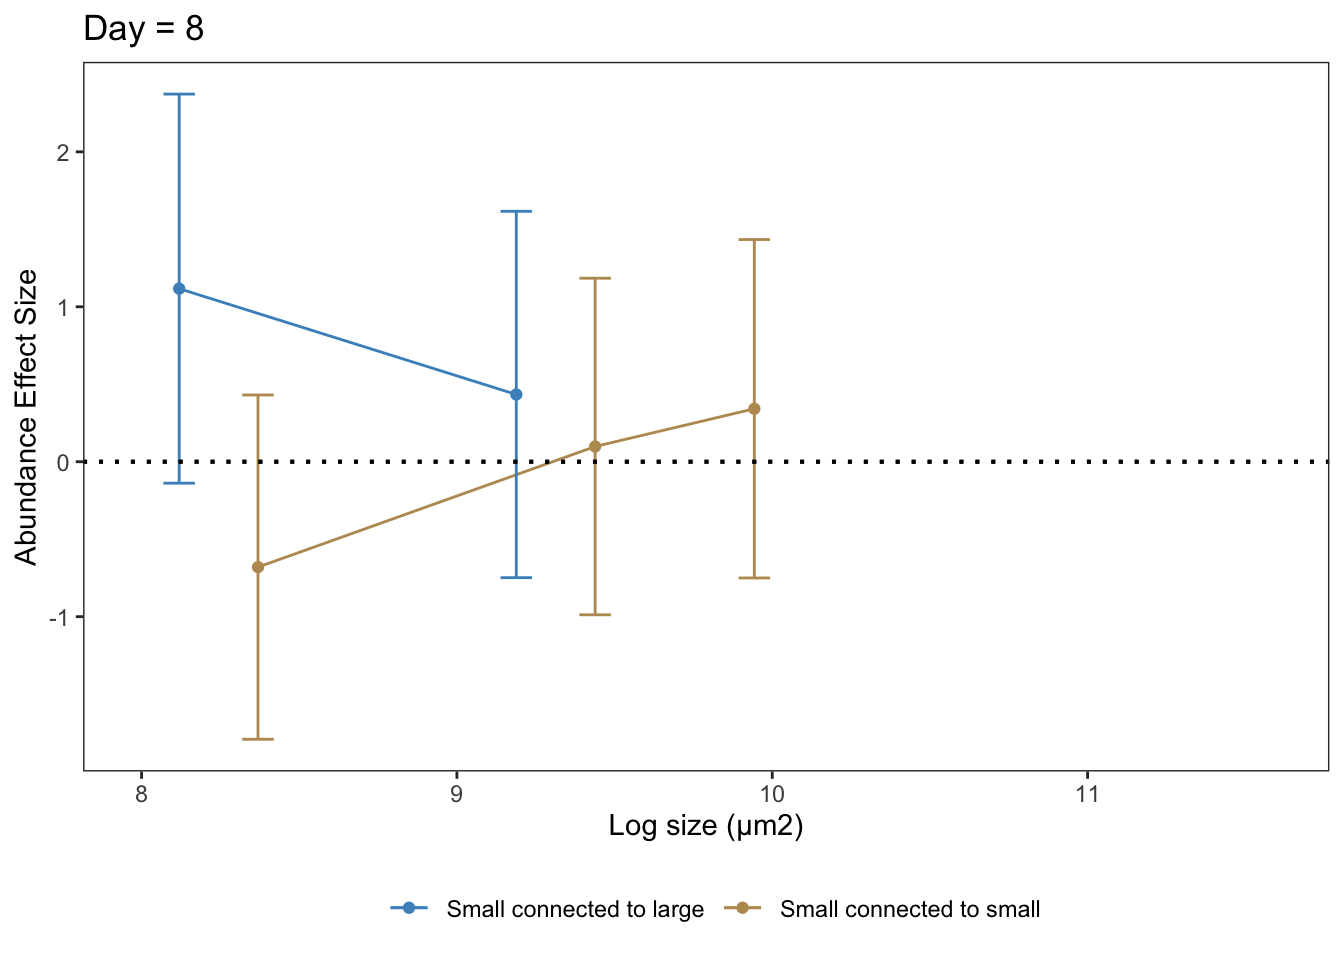 Day = 8
2
1
0
-1
Abundance Effect Size
8 9 10 11
Log size (µm2)
Small connected to large Small connected to small